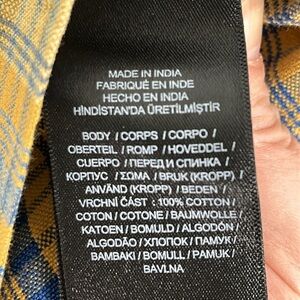 MADE IN INDIA
FABRIQUÉ EN INDE
HECHO EN INDIA
HİNDİSTAN'DA ÜRETİLMİŞTİR
BODY / CORPS / CORPO /
OBERTEIL / ROMP / HOVEDDEL /
CUERPO / ПЕРЕД И СПИНКА /
КОРПУС / ΣΩΜΑ / BRUK (KROPP) /
ANVÄND (KROPP) / BEDEN /
VRCHNÍ ČÁST : 100% COTTON /
COTON / COTONE / BAUMWOLLE /
KATOEN / BOMULD / ALGODÓN /
ALGODÃO / ХЛОПОК / ПАМУК /
BAMBAKI / BOMULL / PAMUK /
BAVLNA